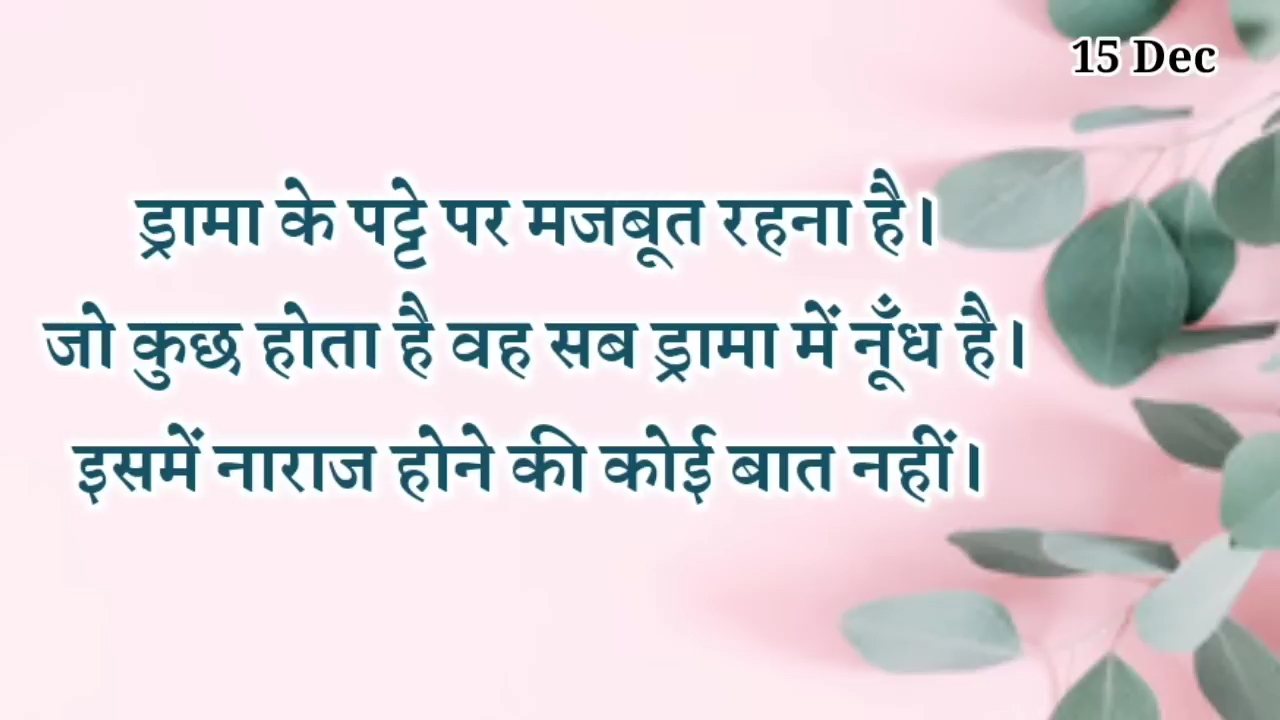 15 Dec
ड्रामा के पट्टे पर मजबूत रहना है।
जो कुछ होता है वह सब ड्रामा में नूँध है।
इसमें नाराज होने की कोई बात नहीं।